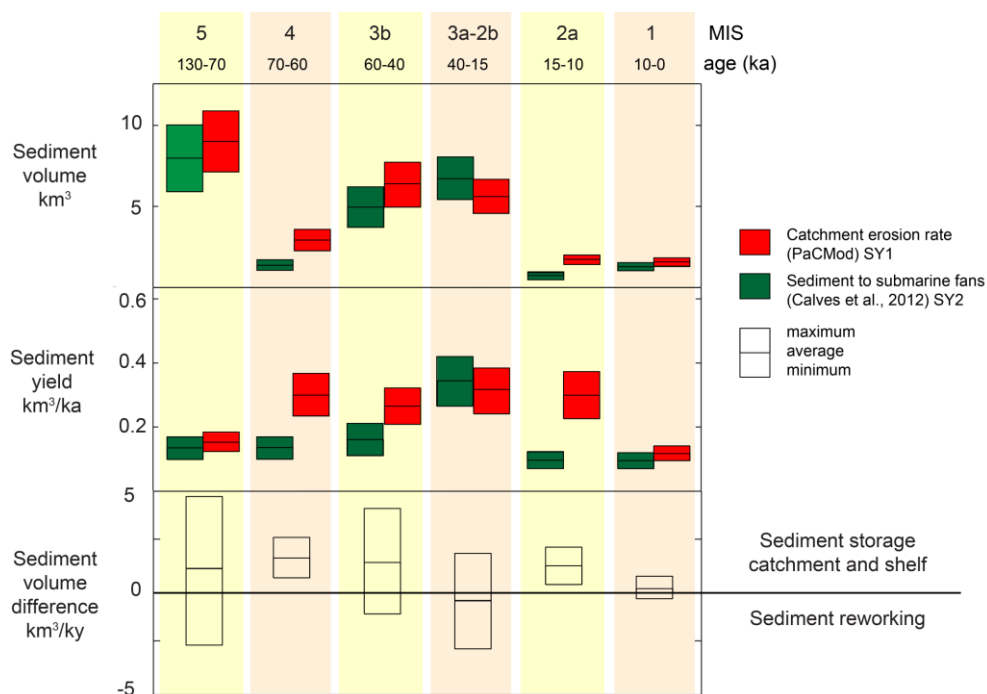 5 4 3b 3a-2b 2a 1 MIS
130-70 70-60 60-40 40-15 15-10 10-0 age (ka)
10
Sediment
volume
km³
5
Catchment erosion rate
(PaCMod) SY1
Sediment to submarine fans
(Calves et al., 2012) SY2
maximum
average
minimum
0.6
Sediment
yield
km³/ka
0.4
0.2
5
Sediment
volume
difference
km³/ky
0
-5
Sediment storage
catchment and shelf
Sediment reworking